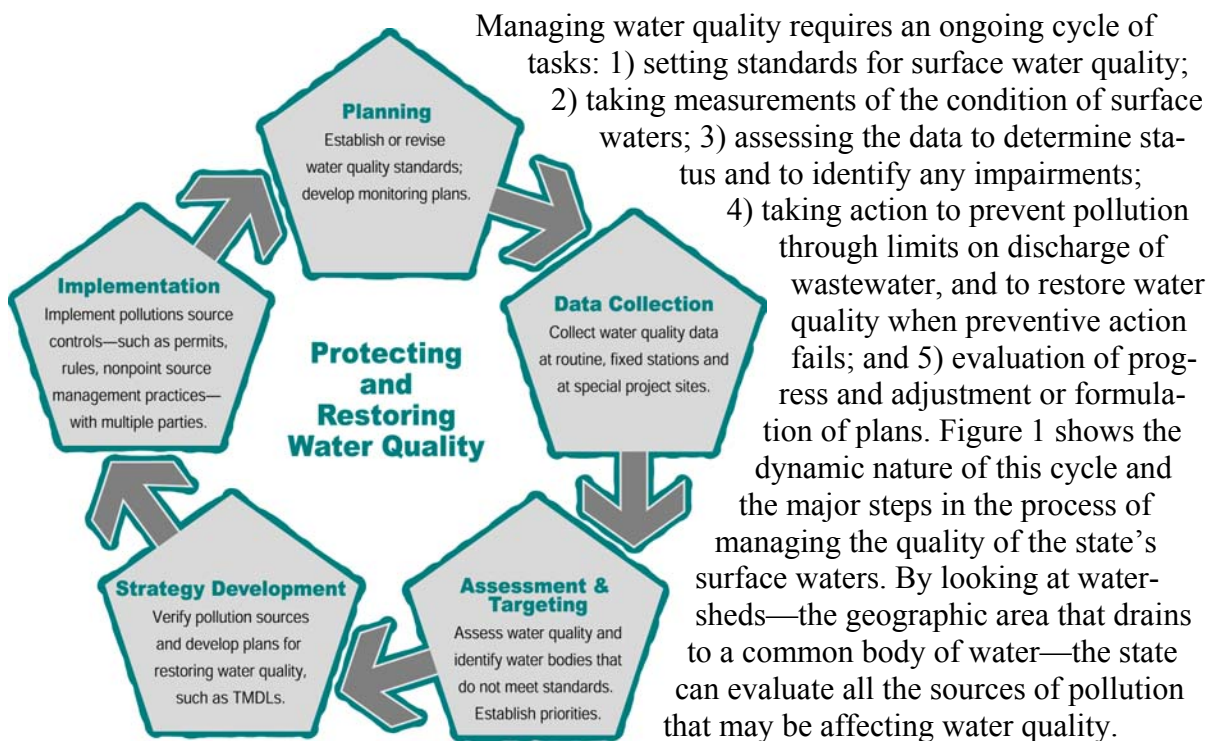 Managing water quality requires an ongoing cycle of
tasks: 1) setting standards for surface water quality;
2) taking measurements of the condition of surface
waters; 3) assessing the data to determine sta-
tus and to identify any impairments;
4) taking action to prevent pollution
through limits on discharge of
wastewater, and to restore water
quality when preventive action
fails; and 5) evaluation of prog-
ress and adjustment or formula-
tion of plans. Figure 1 shows the
dynamic nature of this cycle and
the major steps in the process of
managing the quality of the state’s
surface waters. By looking at water-
sheds—the geographic area that drains
to a common body of water—the state
can evaluate all the sources of pollution
that may be affecting water quality.
Protecting
and
Restoring
Water Quality
Planning
Establish or revise
water quality standards;
develop monitoring plans.
Data Collection
Collect water quality data
at routine, fixed stations and
at special project sites.
Assessment &
Targeting
Assess water quality and
identify water bodies that
do not meet standards.
Establish priorities.
Strategy Development
Verify pollution sources
and develop plans for
restoring water quality,
such as TMDLs.
Implementation
Implement pollutions source
controls—such as permits,
rules, nonpoint source
management practices—
with multiple parties.